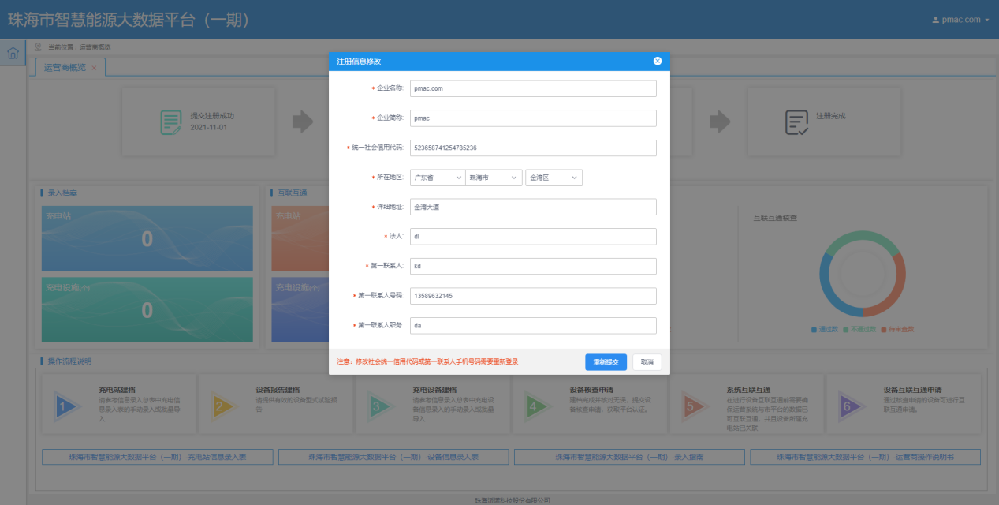 珠海市智慧能源大数据平台（一期）
pmac.com
当前位置：运营商概览
运营商概览 ×
提交注册成功
2021-11-01
注册完成
注册信息修改
* 企业名称: pmac.com
* 企业简称: pmac
* 统一社会信用代码: 523658741254785236
* 所在地区: 广东省 珠海市 金湾区
* 详细地址: 金湾大道
* 法人: dl
* 第一联系人: kd
* 第一联系人号码: 13589632145
* 第一联系人职务: da
注意：修改社会统一信用代码或第一联系人手机号码需要重新登录
重新提交
取消
录入档案
充电站
0
充电设施(个)
0
互联互通
充电站
充电设施(个)
互联互通核查
通过数 不通过数 待审查数
操作流程说明
1
充电站建档
请参考信息录入总表中充电信
息录入表的手动录入或批量导
入
2
设备报告建档
请提供有效的设备型式试验报
告
3
充电设备建档
请参考信息录入总表中充电设
备信息录入的手动录入或批量
导入
4
设备核查申请
建档完成并核对无误，提交设
备核查申请，获取平台认证。
5
系统互联互通
在进行设备互联互通前需要确
保运营系统与市平台的数据已
可互联互通，并且设备所属充
电站已关联
6
设备互联互通申请
通过核查申请的设备可进行互
联互通申请。
珠海市智慧能源大数据平台（一期）-充电站信息录入表
珠海市智慧能源大数据平台（一期）-设备信息录入表
珠海市智慧能源大数据平台（一期）-录入指南
珠海市智慧能源大数据平台（一期）-运营商操作说明书
珠海派诺科技股份有限公司